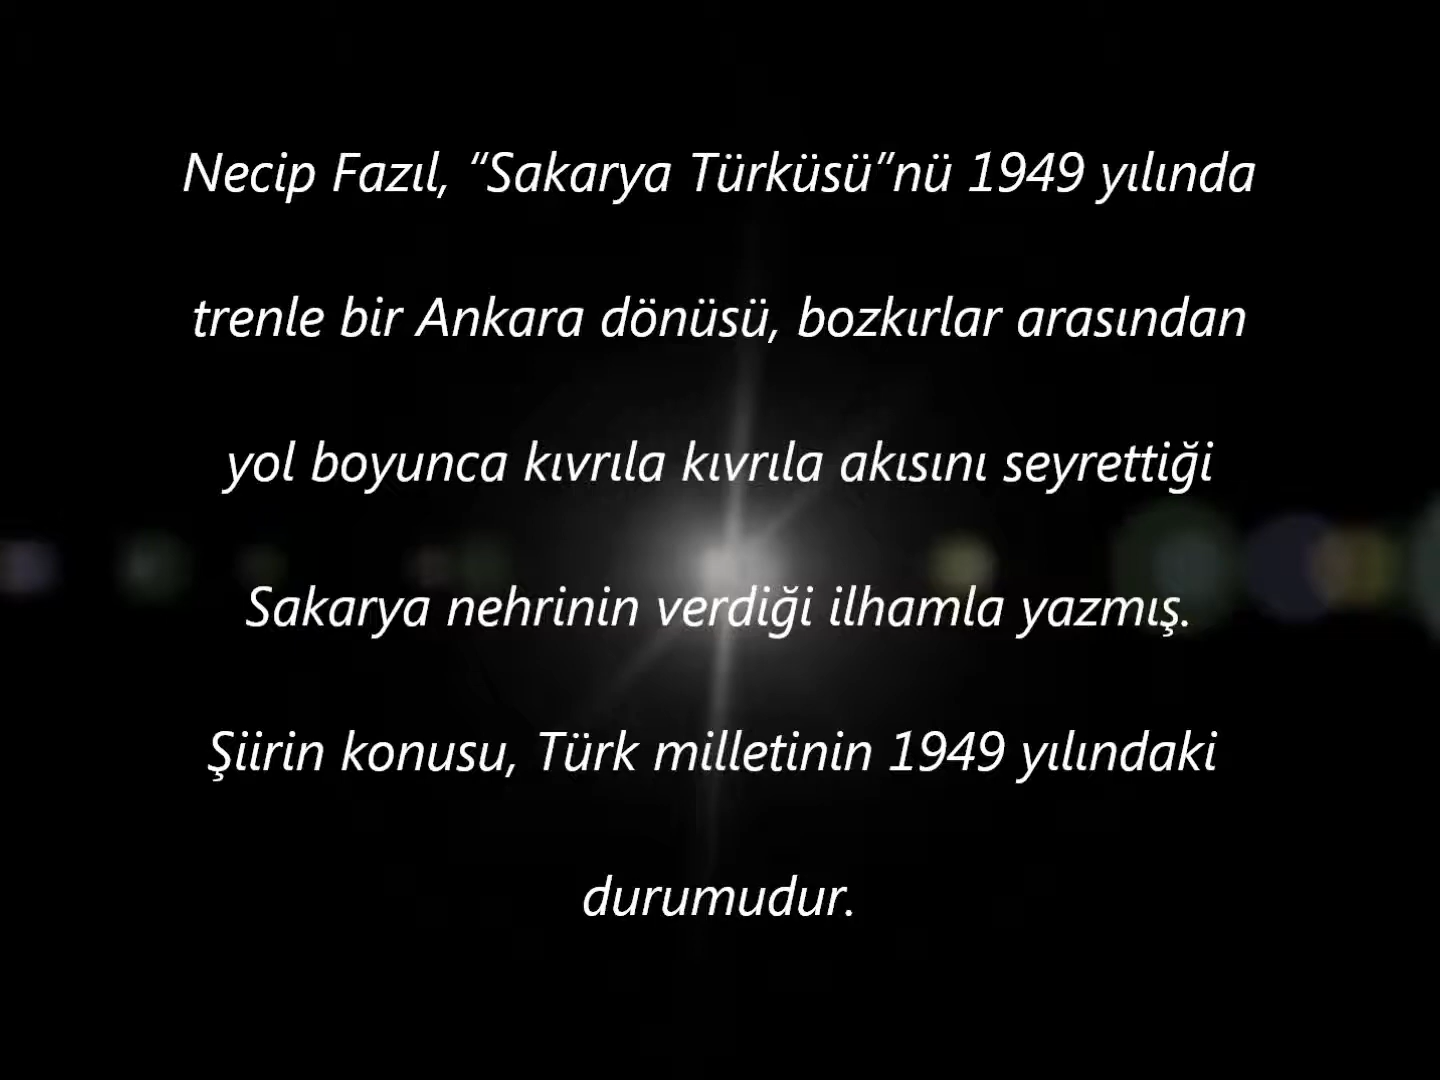 Necip Fazıl, “Sakarya Türküsü”nü 1949 yılında
trenle bir Ankara dönüsü, bozkırlar arasından
yol boyunca kıvrıla kıvrıla akısını seyrettiği
Sakarya nehrinin verdiği ilhamla yazmış.
Şiirin konusu, Türk milletinin 1949 yılındaki
durumudur.